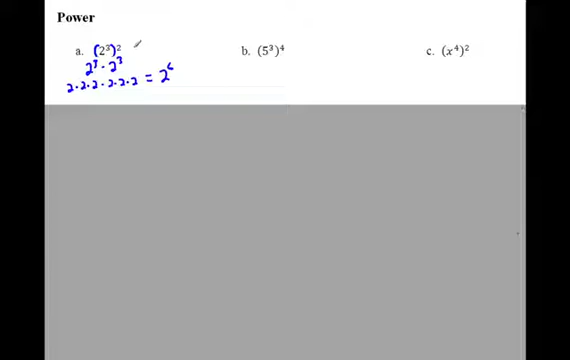 Power
a. (2³)² b. (5³)⁴ c. (x⁴)²
2³ · 2³
2·2·2 · 2·2·2 = 2⁶